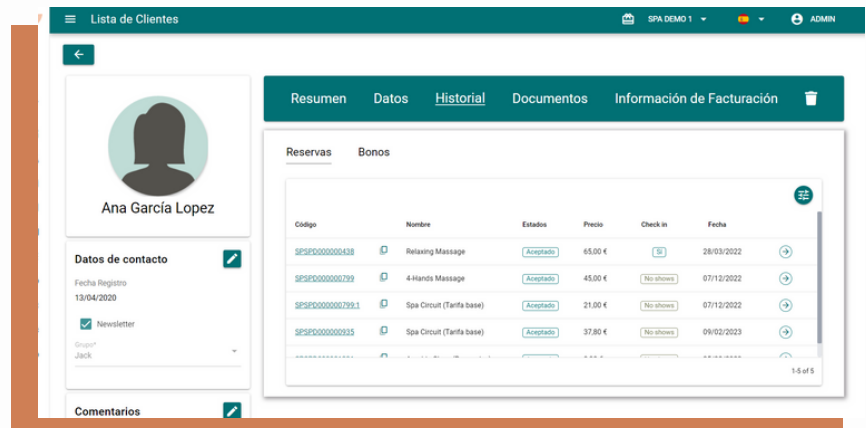 Lista de Clientes
SPA DEMO 1
ADMIN
Resumen Datos Historial Documentos Información de Facturación
Ana García Lopez
Reservas Bonos
Código Nombre Estados Precio Check in Fecha
SPSPD000000438 Relaxing Massage Aceptado 65,00 € Sí 28/03/2022
SPSPD000000799 4-Hands Massage Aceptado 45,00 € No shows 07/12/2022
SPSPD000000799:1 Spa Circuit (Tarifa base) Aceptado 21,00 € No shows 07/12/2022
SPSPD000000935 Spa Circuit (Tarifa base) Aceptado 37,80 € No shows 09/02/2023
1-5 of 5
Datos de contacto
Fecha Registro
13/04/2020
Newsletter
Grupo*
Jack
Comentarios